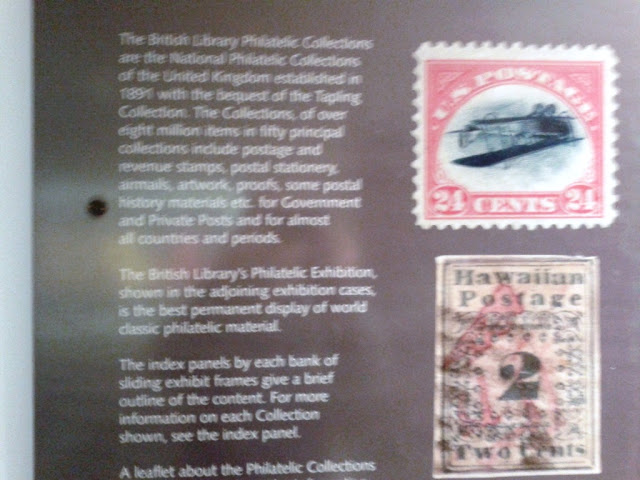 The British Library Philatelic Collections
are the National Philatelic Collections
of the United Kingdom established in
1891 with the bequest of the Tapling
Collection. The Collections, of over
eight million items in fifty principal
collections include postage and
revenue stamps, postal stationery,
airmails, artwork, proofs, some postal
history materials etc. for Government
and Private Posts and for almost
all countries and periods.
The British Library's Philatelic Exhibition,
shown in the adjoining exhibition cases,
is the best permanent display of world
classic philatelic material.
The index panels by each bank of
sliding exhibit frames give a brief
outline of the content. For more
information on each Collection
shown, see the index panel.
A leaflet about the Philatelic Collections
U.S. POSTAGE
24 CENTS 24
Hawaiian
Postage
2
Two Cents